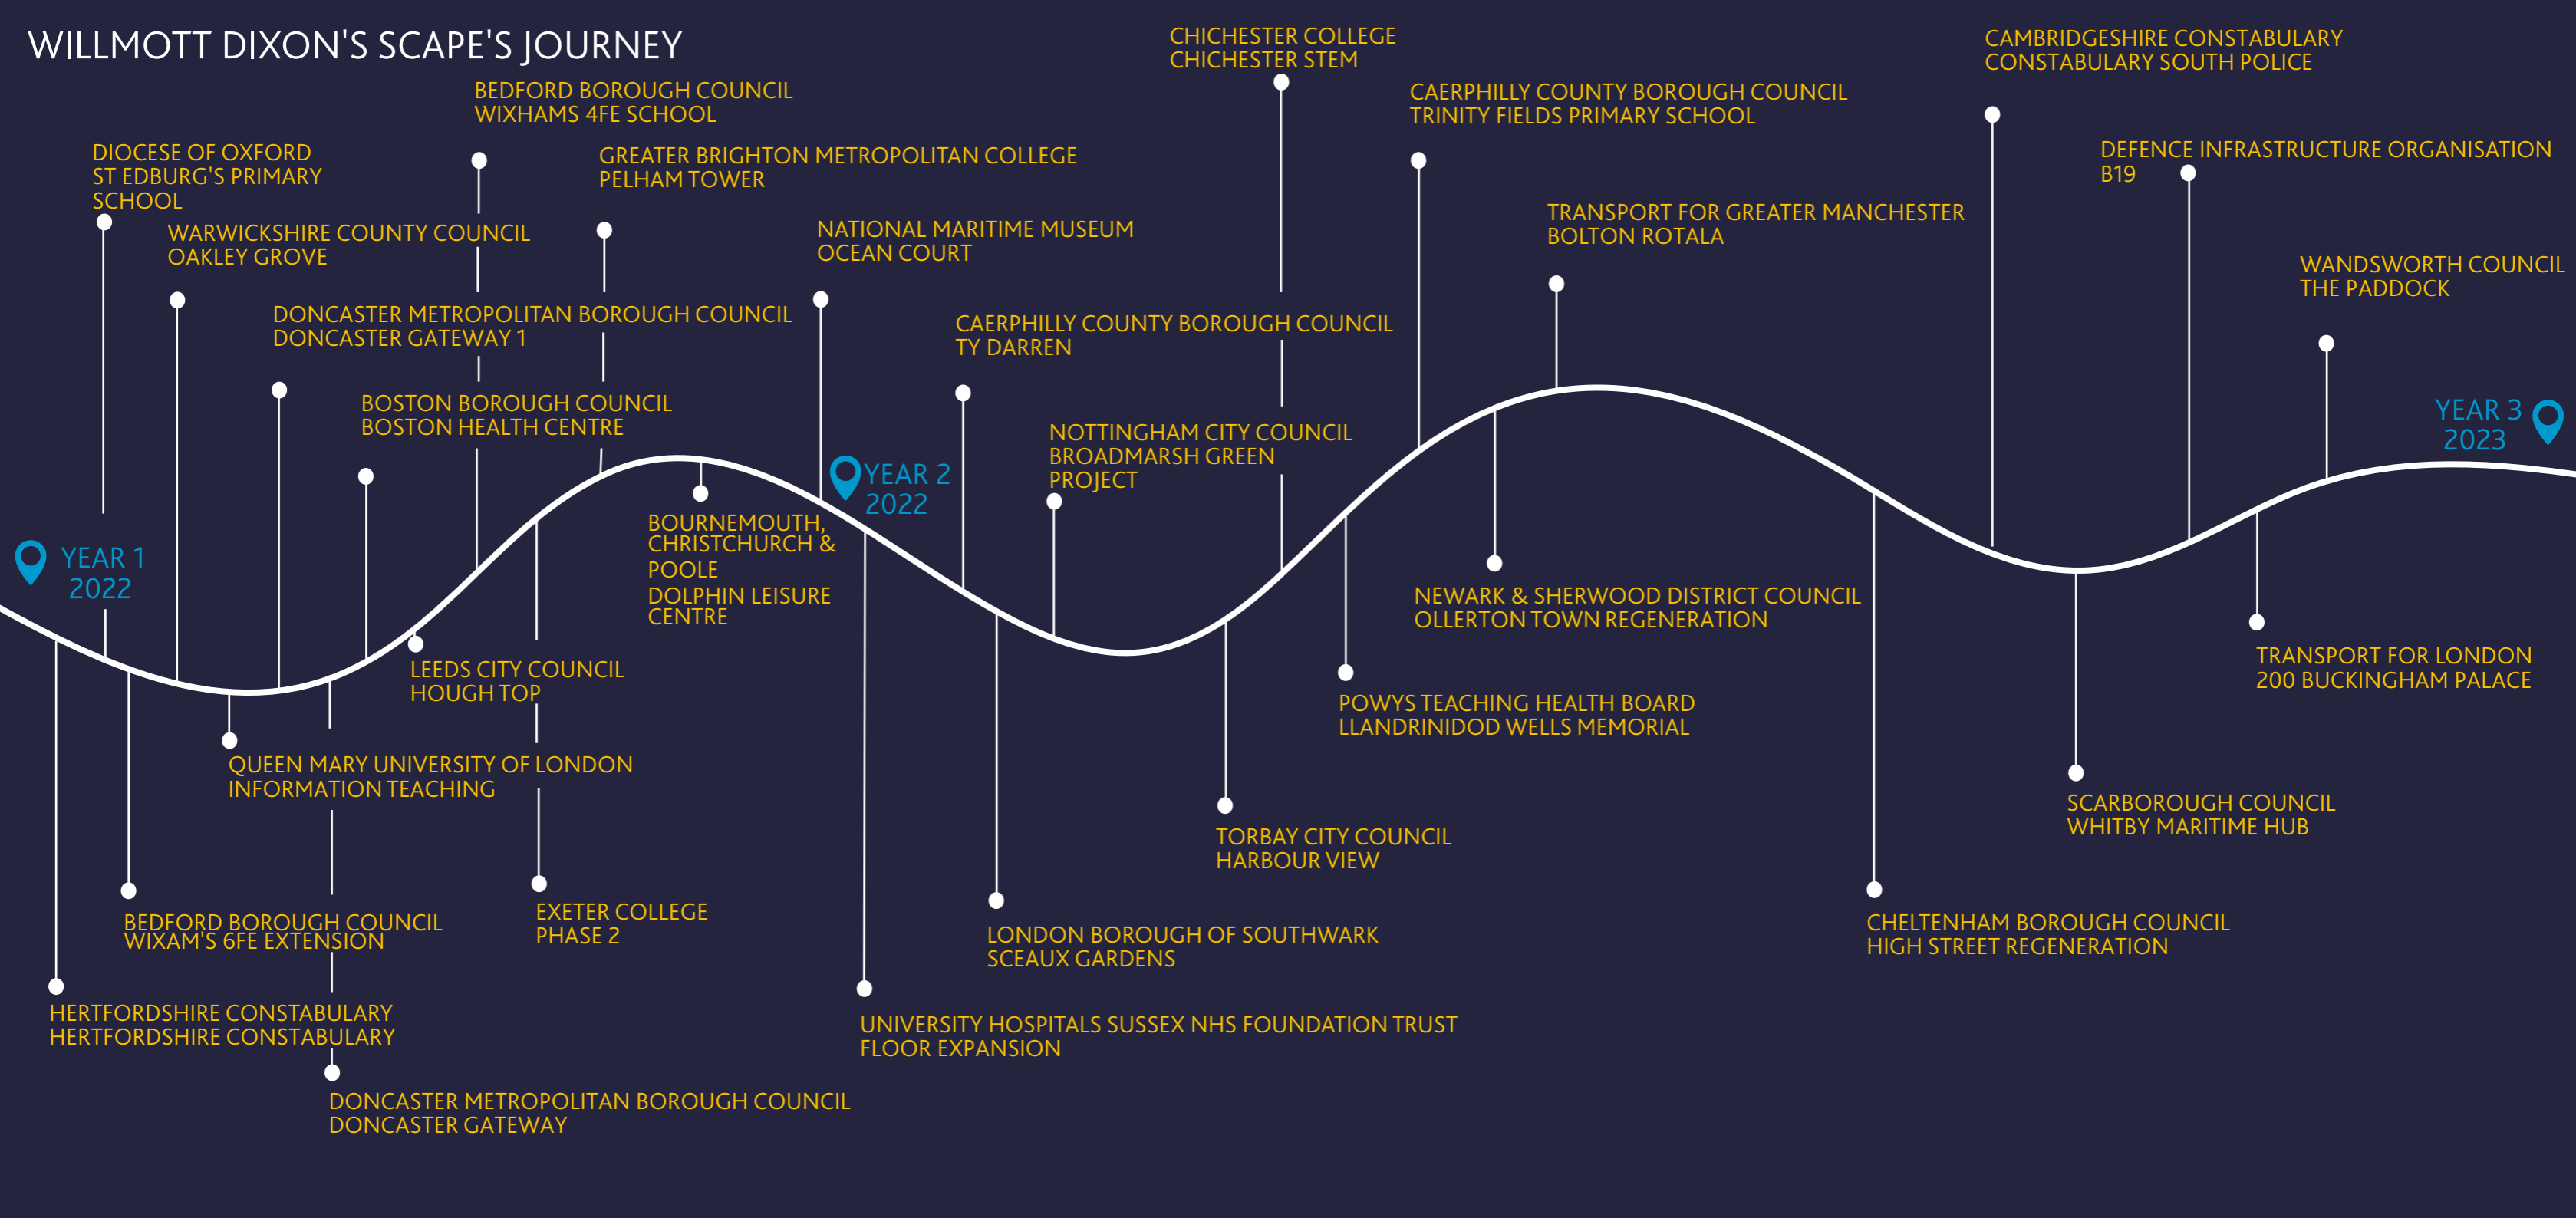 WILLMOTT DIXON'S SCAPE'S JOURNEY
DIOCESE OF OXFORD
ST EDBURG'S PRIMARY
SCHOOL
WARWICKSHIRE COUNTY COUNCIL
OAKLEY GROVE
DONCASTER METROPOLITAN BOROUGH COUNCIL
DONCASTER GATEWAY 1
BOSTON BOROUGH COUNCIL
BOSTON HEALTH CENTRE
BEDFORD BOROUGH COUNCIL
WIXHAMS 4FE SCHOOL
GREATER BRIGHTON METROPOLITAN COLLEGE
PELHAM TOWER
NATIONAL MARITIME MUSEUM
OCEAN COURT
CAERPHILLY COUNTY BOROUGH COUNCIL
TY DARREN
NOTTINGHAM CITY COUNCIL
BROADMARSH GREEN
PROJECT
CHICHESTER COLLEGE
CHICHESTER STEM
CAERPHILLY COUNTY BOROUGH COUNCIL
TRINITY FIELDS PRIMARY SCHOOL
TRANSPORT FOR GREATER MANCHESTER
BOLTON ROTALA
CAMBRIDGESHIRE CONSTABULARY
CONSTABULARY SOUTH POLICE
DEFENCE INFRASTRUCTURE ORGANISATION
B19
WANDSWORTH COUNCIL
THE PADDOCK
YEAR 1
2022
YEAR 2
2022
YEAR 3
2023
HERTFORDSHIRE CONSTABULARY
HERTFORDSHIRE CONSTABULARY
BEDFORD BOROUGH COUNCIL
WIXAM'S 6FE EXTENSION
QUEEN MARY UNIVERSITY OF LONDON
INFORMATION TEACHING
DONCASTER METROPOLITAN BOROUGH COUNCIL
DONCASTER GATEWAY
LEEDS CITY COUNCIL
HOUGH TOP
EXETER COLLEGE
PHASE 2
BOURNEMOUTH,
CHRISTCHURCH &
POOLE
DOLPHIN LEISURE
CENTRE
UNIVERSITY HOSPITALS SUSSEX NHS FOUNDATION TRUST
FLOOR EXPANSION
LONDON BOROUGH OF SOUTHWARK
SCEAUX GARDENS
TORBAY CITY COUNCIL
HARBOUR VIEW
POWYS TEACHING HEALTH BOARD
LLANDRINIDOD WELLS MEMORIAL
NEWARK & SHERWOOD DISTRICT COUNCIL
OLLERTON TOWN REGENERATION
CHELTENHAM BOROUGH COUNCIL
HIGH STREET REGENERATION
SCARBOROUGH COUNCIL
WHITBY MARITIME HUB
TRANSPORT FOR LONDON
200 BUCKINGHAM PALACE